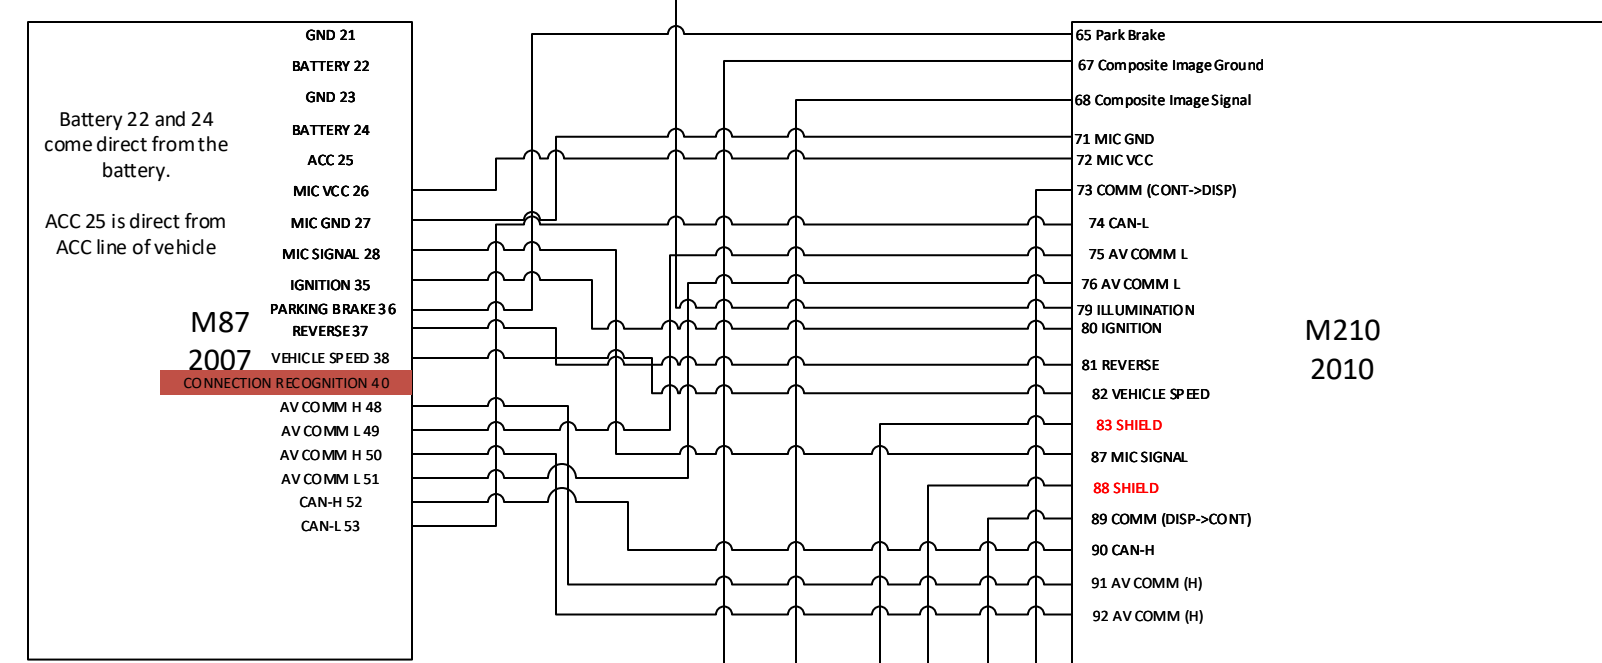 GND 21
BATTERY 22
GND 23
BATTERY 24
ACC 25
MIC VCC 26
MIC GND 27
MIC SIGNAL 28
IGNITION 35
PARKING BRAKE 36
REVERSE 37
VEHICLE SPEED 38
CONNECTION RECOGNITION 40
AV COMM H 48
AV COMM L 49
AV COMM H 50
AV COMM L 51
CAN-H 52
CAN-L 53
Battery 22 and 24
come direct from the
battery.
ACC 25 is direct from
ACC line of vehicle
M87
2007
65 Park Brake
67 Composite Image Ground
68 Composite Image Signal
71 MIC GND
72 MIC VCC
73 COMM (CONT->DISP)
74 CAN-L
75 AV COMM L
76 AV COMM L
79 ILLUMINATION
80 IGNITION
81 REVERSE
82 VEHICLE SPEED
83 SHIELD
87 MIC SIGNAL
88 SHIELD
89 COMM (DISP->CONT)
90 CAN-H
91 AV COMM (H)
92 AV COMM (H)
M210
2010